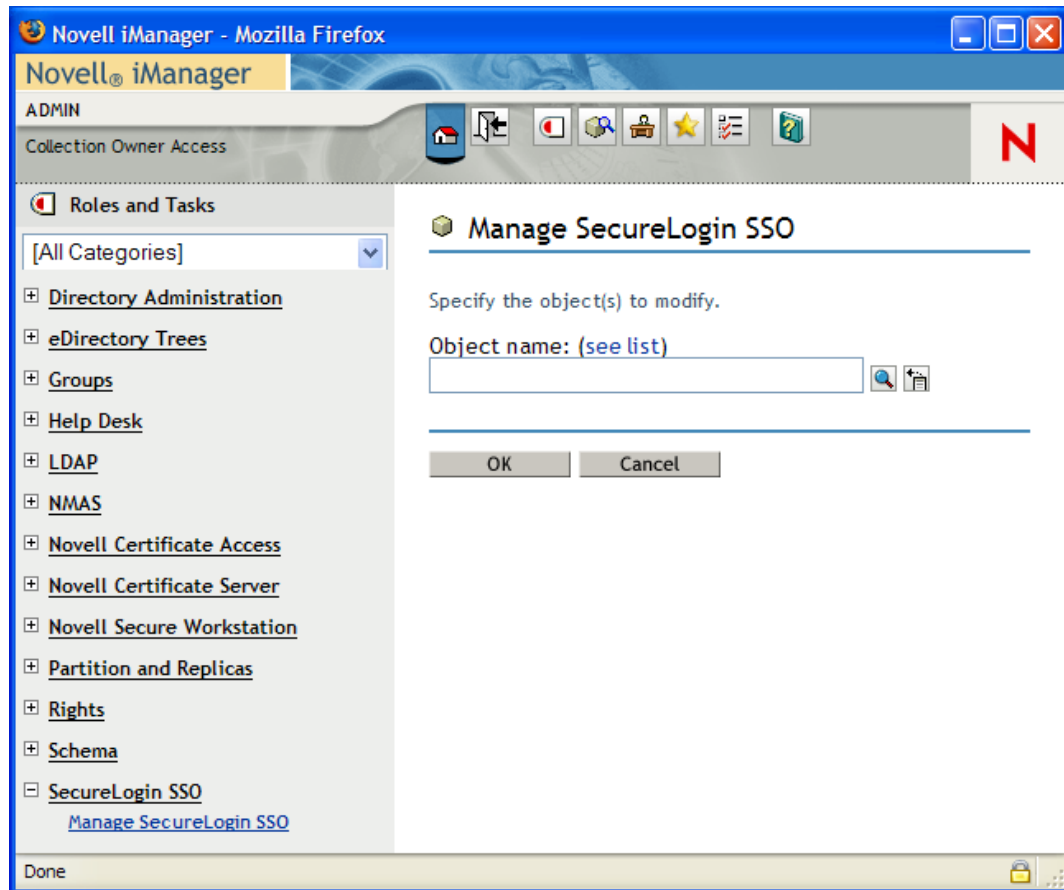 Novell iManager - Mozilla Firefox
Novell® iManager
ADMIN
Collection Owner Access
N
Roles and Tasks
[All Categories]
Directory Administration
eDirectory Trees
Groups
Help Desk
LDAP
NMAS
Novell Certificate Access
Novell Certificate Server
Novell Secure Workstation
Partition and Replicas
Rights
Schema
SecureLogin SSO
Manage SecureLogin SSO
Manage SecureLogin SSO
Specify the object(s) to modify.
Object name: (see list)
OK Cancel
Done